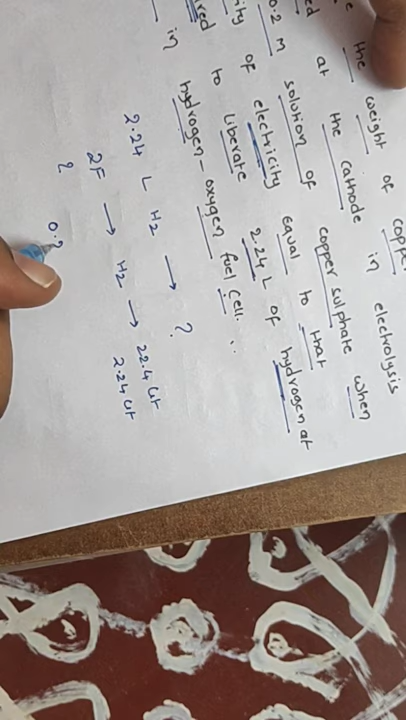 the weight of copper
at the cathode in electrolysis
0.2 M solution of copper sulphate when
of electricity equal to that
to liberate 2.24 L of hydrogen at
in hydrogen - oxygen fuel cell..
2.24 L H2 → ?
2F → H2 → 22.4 lit
? 2.24 lit
0.2